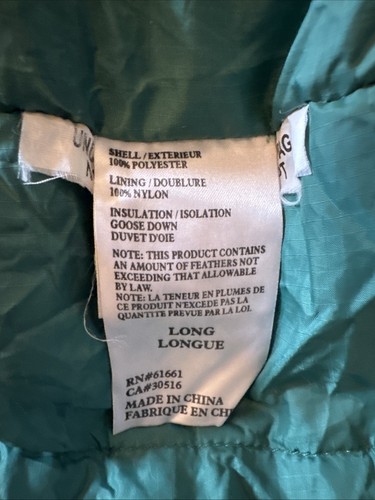 SHELL / EXTERIEUR
100% POLYESTER
LINING / DOUBLURE
100% NYLON
INSULATION / ISOLATION
GOOSE DOWN
DUVET D'OIE
NOTE: THIS PRODUCT CONTAINS
AN AMOUNT OF FEATHERS NOT
EXCEEDING THAT ALLOWABLE
BY LAW.
NOTE: LA TENEUR EN PLUMES DE
CE PRODUCT N'EXCEDE PAS LA
QUANTITE PREVUE PAR LA LOI.
LONG
LONGUE
RN#61661
CA#30516
MADE IN CHINA
FABRIQUE EN CHI